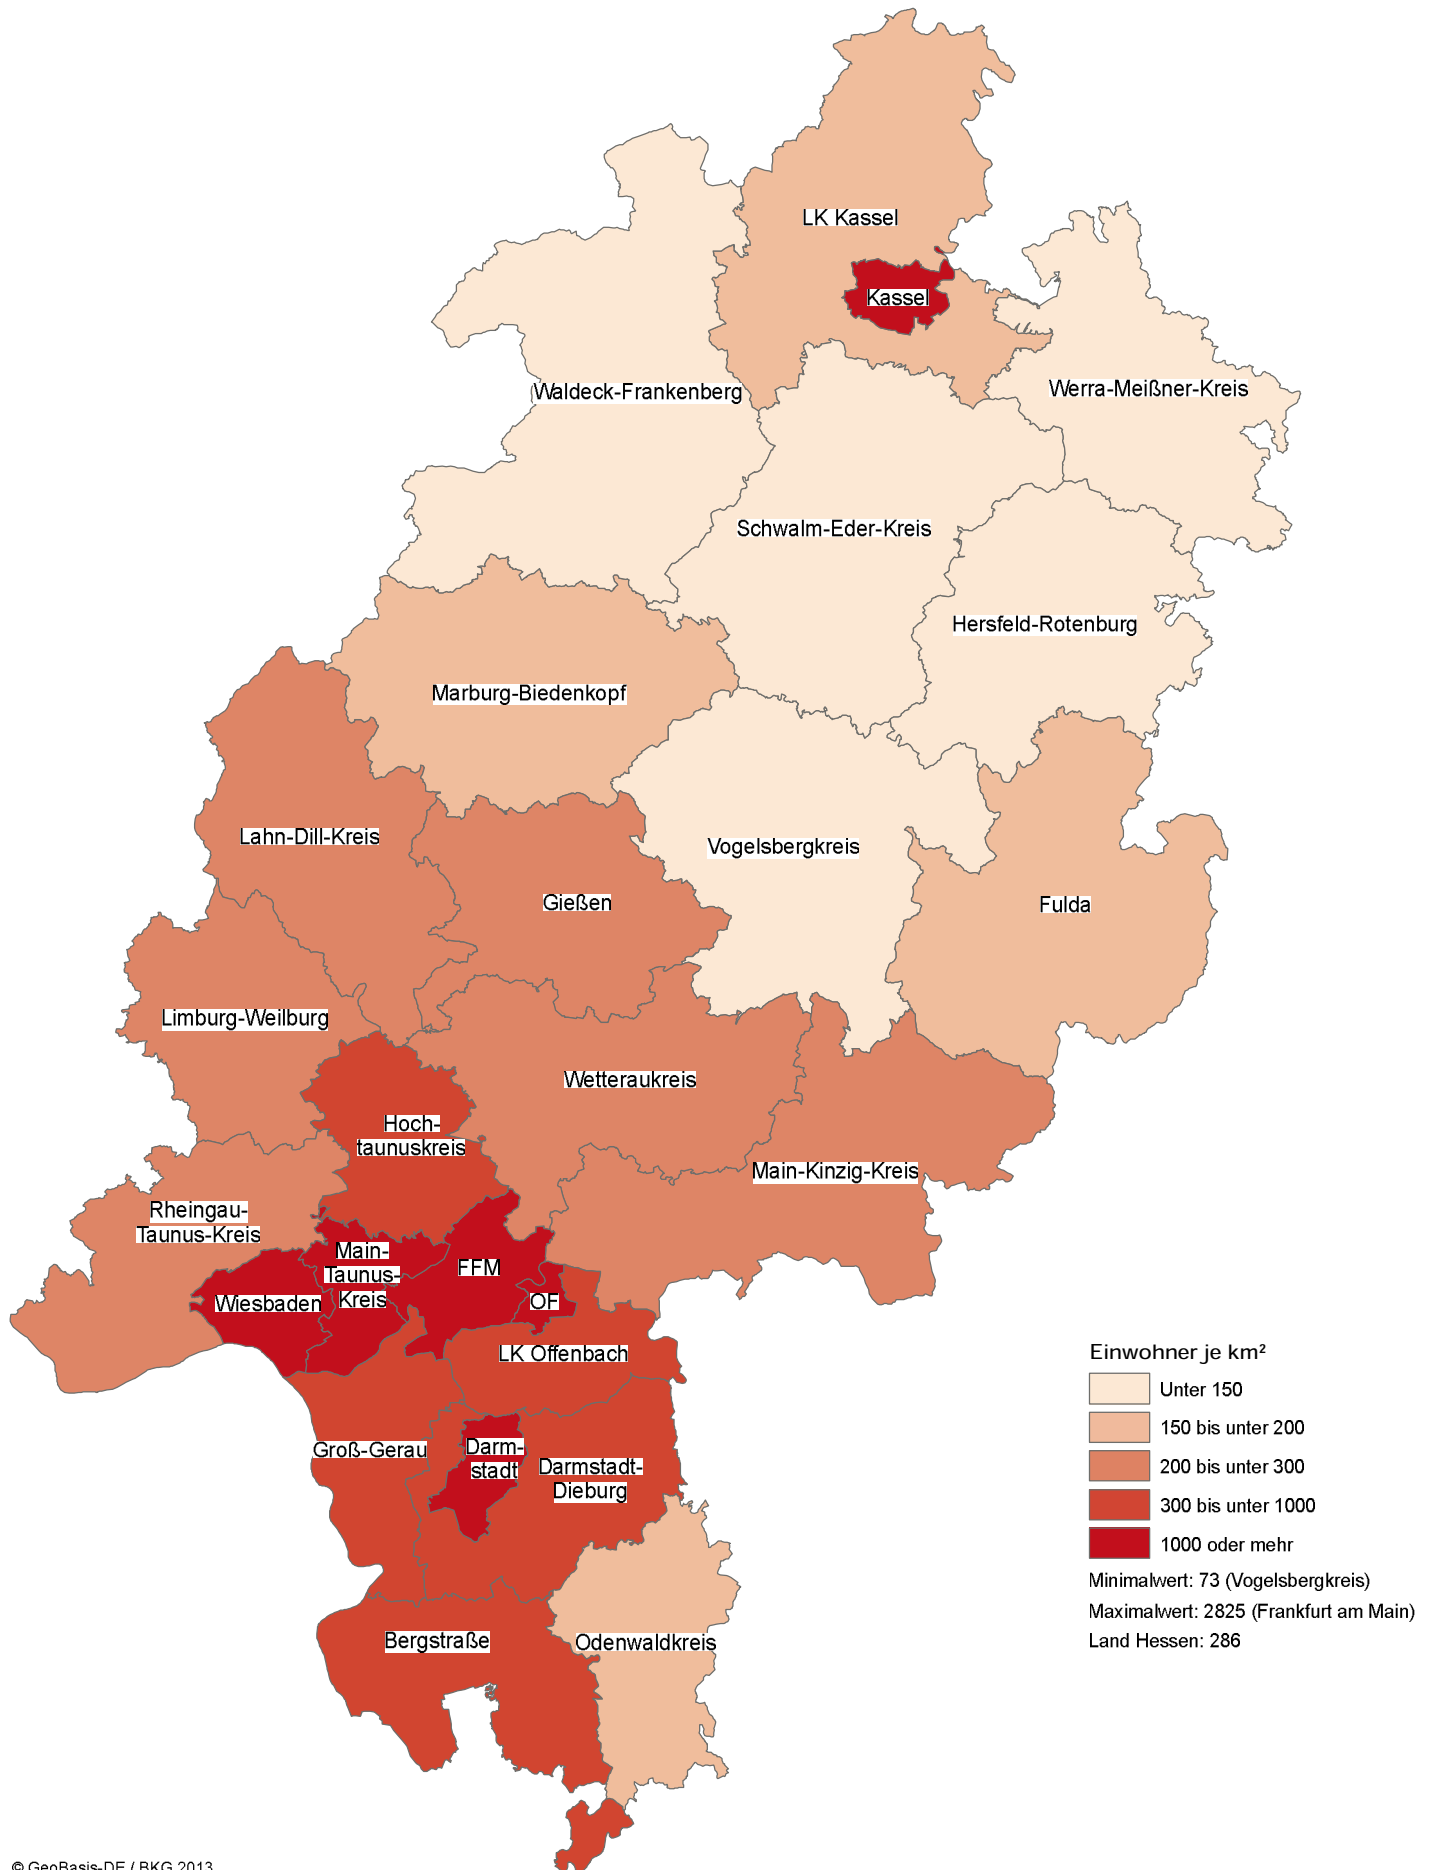 LK Kassel
Kassel
Waldeck-Frankenberg
Werra-Meißner-Kreis
Schwalm-Eder-Kreis
Hersfeld-Rotenburg
Marburg-Biedenkopf
Lahn-Dill-Kreis
Vogelsbergkreis
Gießen
Fulda
Limburg-Weilburg
Wetteraukreis
Hoch-
taunuskreis
Main-Kinzig-Kreis
Rheingau-
Taunus-Kreis
Main-
Taunus-
Kreis
FFM
Wiesbaden
OF
LK Offenbach
Groß-Gerau
Darm-
stadt
Darmstadt-
Dieburg
Bergstraße
Odenwaldkreis
Einwohner je km²
Unter 150
150 bis unter 200
200 bis unter 300
300 bis unter 1000
1000 oder mehr
Minimalwert: 73 (Vogelsbergkreis)
Maximalwert: 2825 (Frankfurt am Main)
Land Hessen: 286
© GeoBasis-DE / BKG 2013